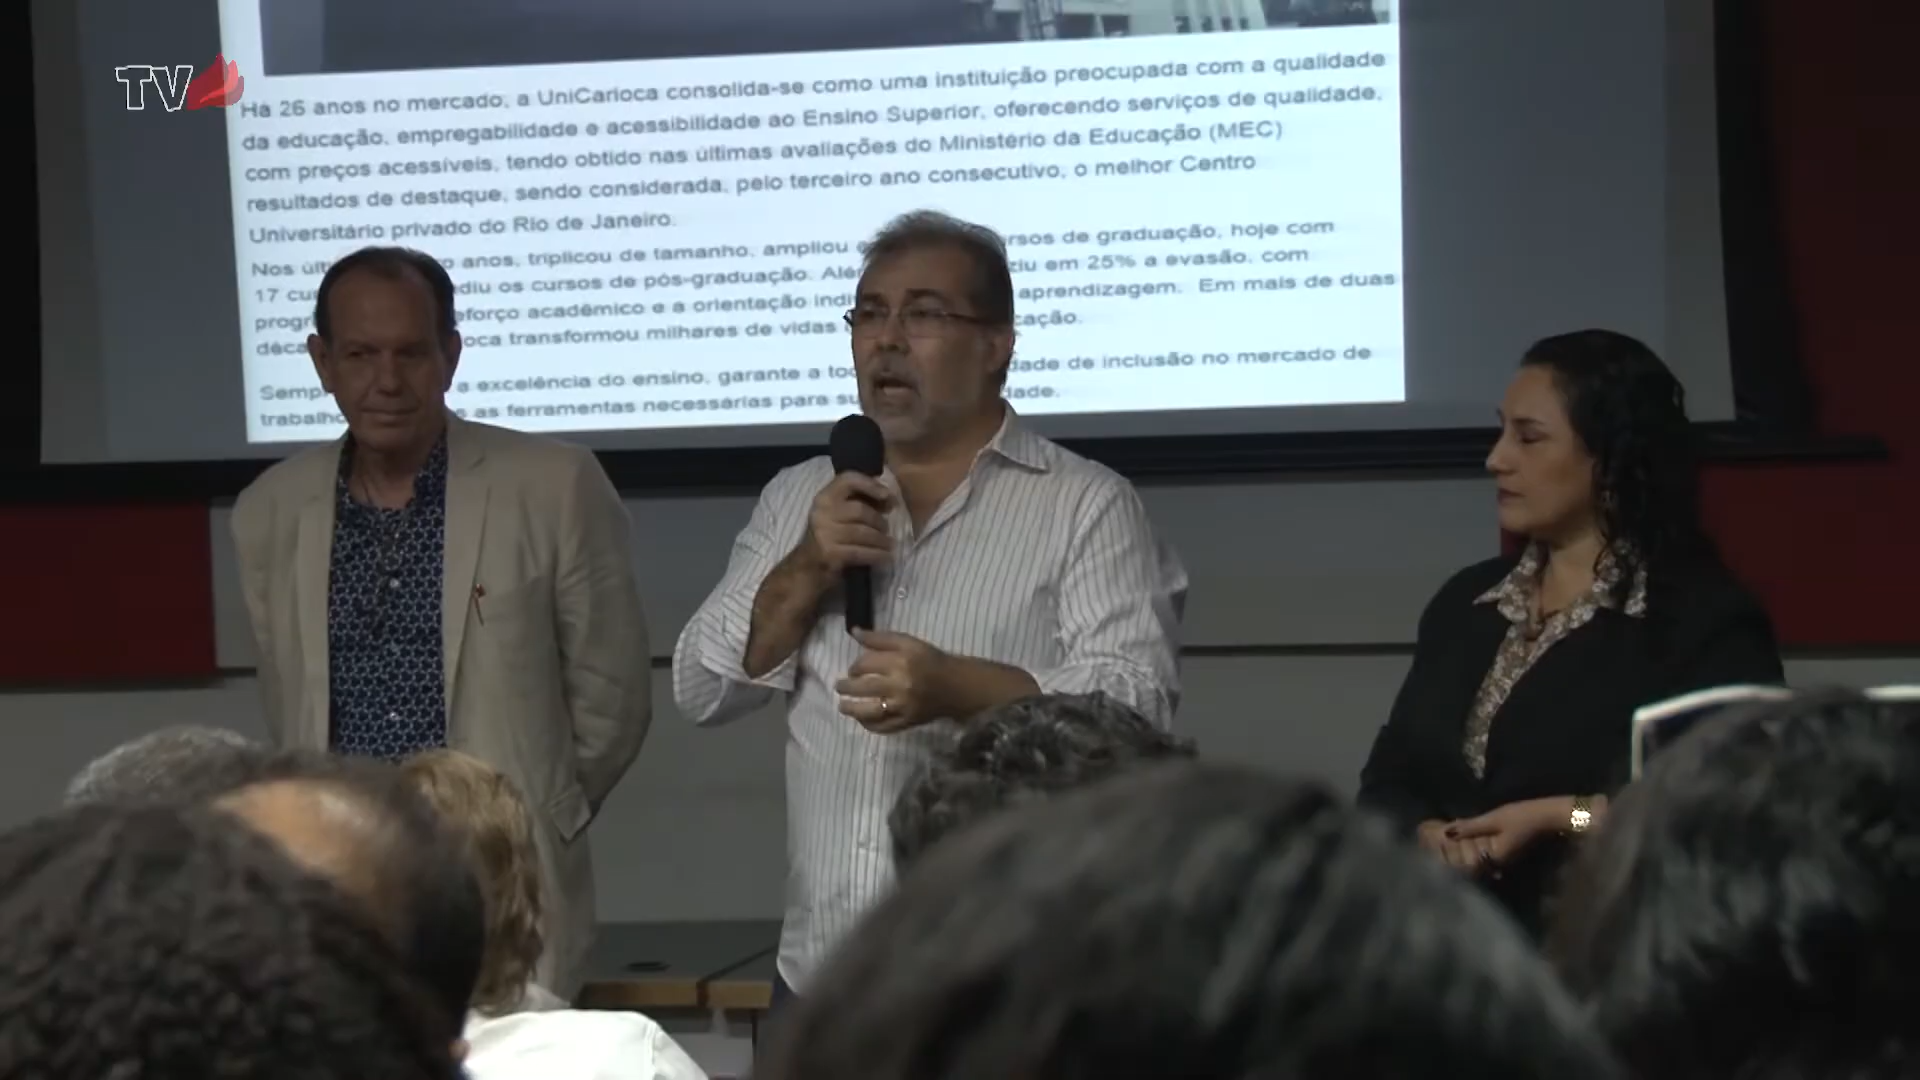 TV
Há 26 anos no mercado, a UniCarioca consolida-se como uma instituição preocupada com a qualidade
da educação, empregabilidade e acessibilidade ao Ensino Superior, oferecendo serviços de qualidade,
com preços acessíveis, tendo obtido nas últimas avaliações do Ministério da Educação (MEC)
resultados de destaque, sendo considerada, pelo terceiro ano consecutivo, o melhor Centro
Universitário privado do Rio de Janeiro.
Nos anos, triplicou de tamanho, ampliou de graduação, hoje com
17 os cursos de pós-graduação. em 25% a evasão, com
acadêmico e a orientação aprendizagem. Em mais de duas
transformou milhares de vidas
a excelência do ensino, garante a de inclusão no mercado de
as ferramentas necessárias para